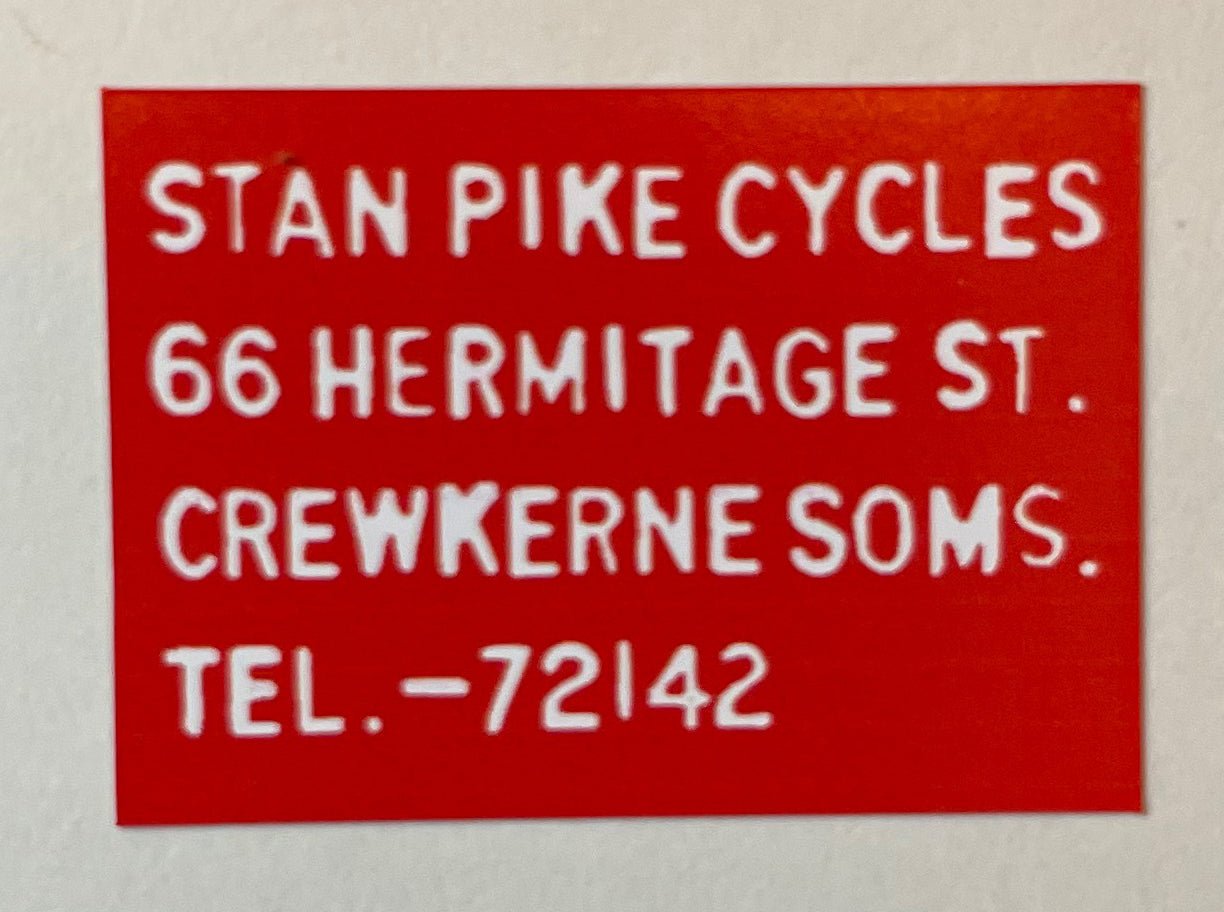 STAN PIKE CYCLES
66 HERMITAGE ST.
CREWKERNE SOMS.
TEL.-72142